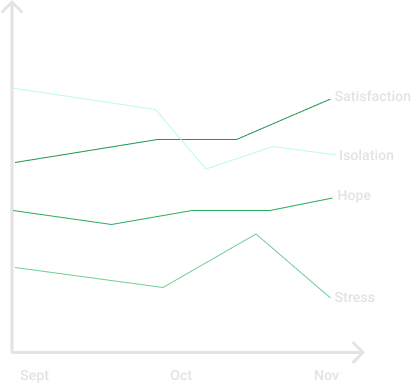 Satisfaction
Isolation
Hope
Stress
Sept Oct Nov